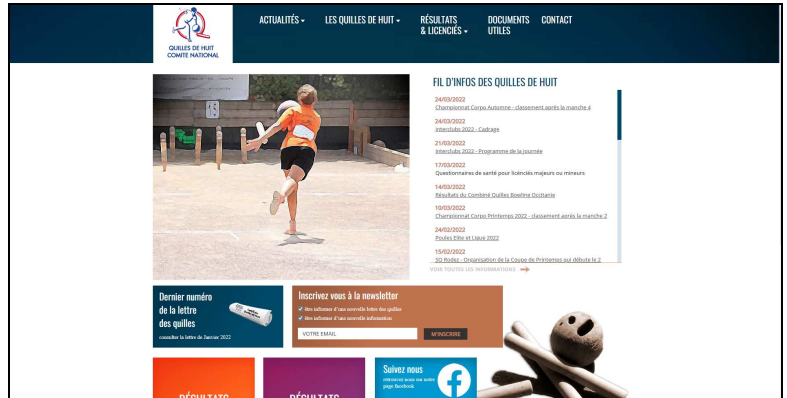 QUILLES DE HUIT
COMITE NATIONAL
ACTUALITÉS
LES QUILLES DE HUIT
RÉSULTATS
& LICENCIÉS
DOCUMENTS
UTILES
CONTACT
FIL D'INFOS DES QUILLES DE HUIT
24/03/2022
Championnat Corpo Automne - classement après la manche 4
24/03/2022
Interclubs 2022 - Cadrage
21/03/2022
Interclubs 2022 - Programme de la journée
17/03/2022
Questionnaires de santé pour licenciés majeurs ou mineurs
14/03/2022
Résultats du Combiné Quilles Bowling Occitanie
10/03/2022
Championnat Corpo Printemps 2022 - classement après la manche 2
24/02/2022
Poules Elite et Ligue 2022
15/02/2022
SQ Rodez - Organisation de la Coupe de Printemps qui débute le 2
VOIR TOUTES LES INFORMATIONS
Dernier numéro
de la lettre
des quilles
consulter la lettre de Janvier 2022
Inscrivez vous à la newsletter
être informer d'une nouvelle lettre des quilles
être informer d'une nouvelle information
VOTRE EMAIL
M'INSCRIRE
RÉSULTATS
RÉSULTATS
Suivez nous
retrouvez nous sur notre
page facebook